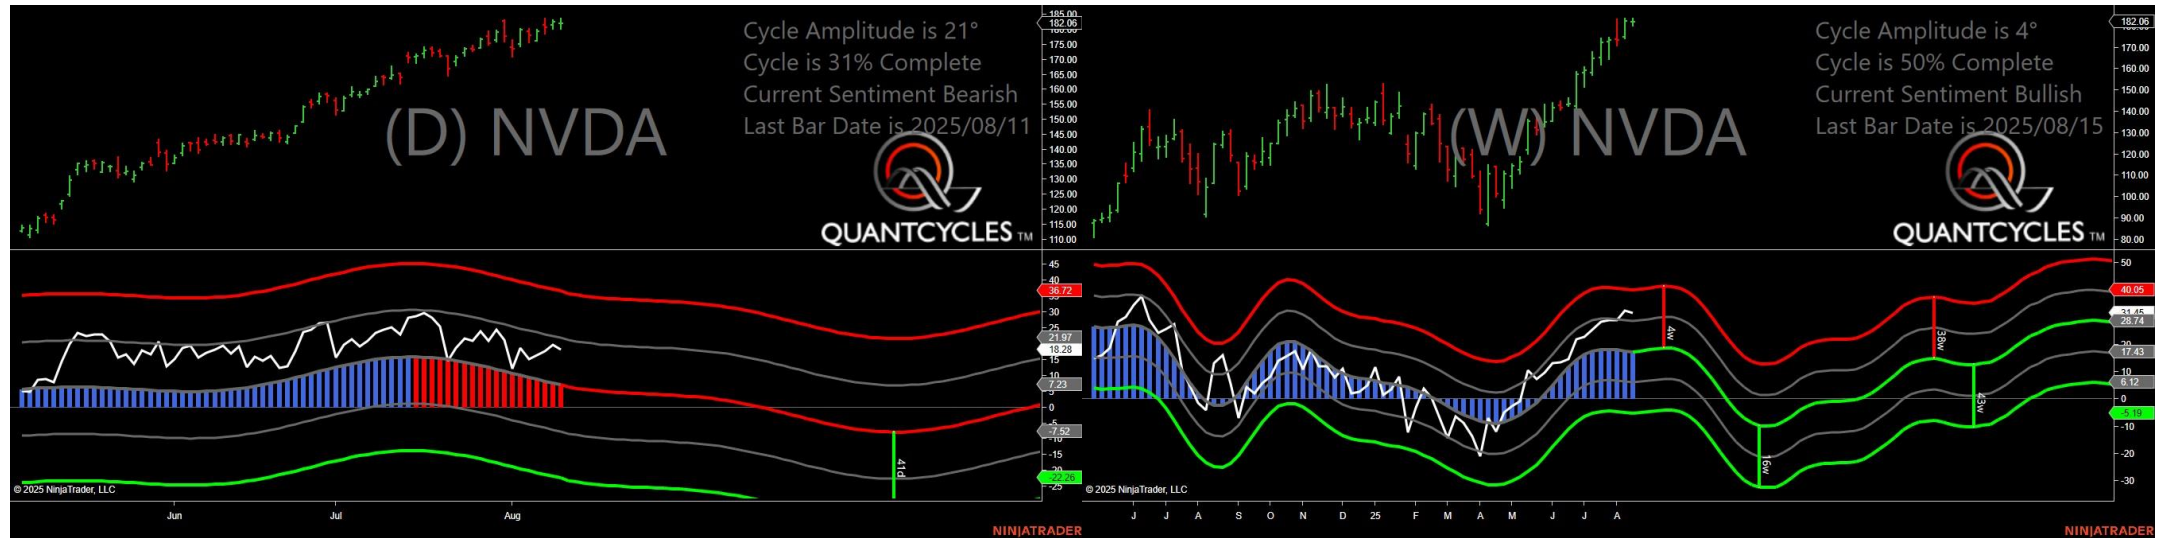 Cycle Amplitude is 21°
Cycle is 31% Complete
Current Sentiment Bearish
Last Bar Date is 2025/08/11
(D) NVDA
QUANTCYCLES TM
185.00
182.06
180.00
175.00
170.00
165.00
160.00
155.00
150.00
145.00
140.00
135.00
130.00
125.00
120.00
115.00
110.00
45
40
36.72
30
25
21.97
18.28
15
10
7.23
5
0
-5
-7.52
-10
-15
-20
-22.26
-25
41d
© 2025 NinjaTrader, LLC
Jun Jul Aug
NINJATRADER
Cycle Amplitude is 4°
Cycle is 50% Complete
Current Sentiment Bullish
Last Bar Date is 2025/08/15
(W) NVDA
QUANTCYCLES TM
182.06
170.00
160.00
150.00
140.00
130.00
120.00
110.00
100.00
90.00
80.00
50
40.05
31.45
28.74
20
17.43
10
6.12
0
-5.19
-10
-20
-30
4w
16w
38w
43w
© 2025 NinjaTrader, LLC
J J A S O N D 25 F M A M J J A
NINJATRADER